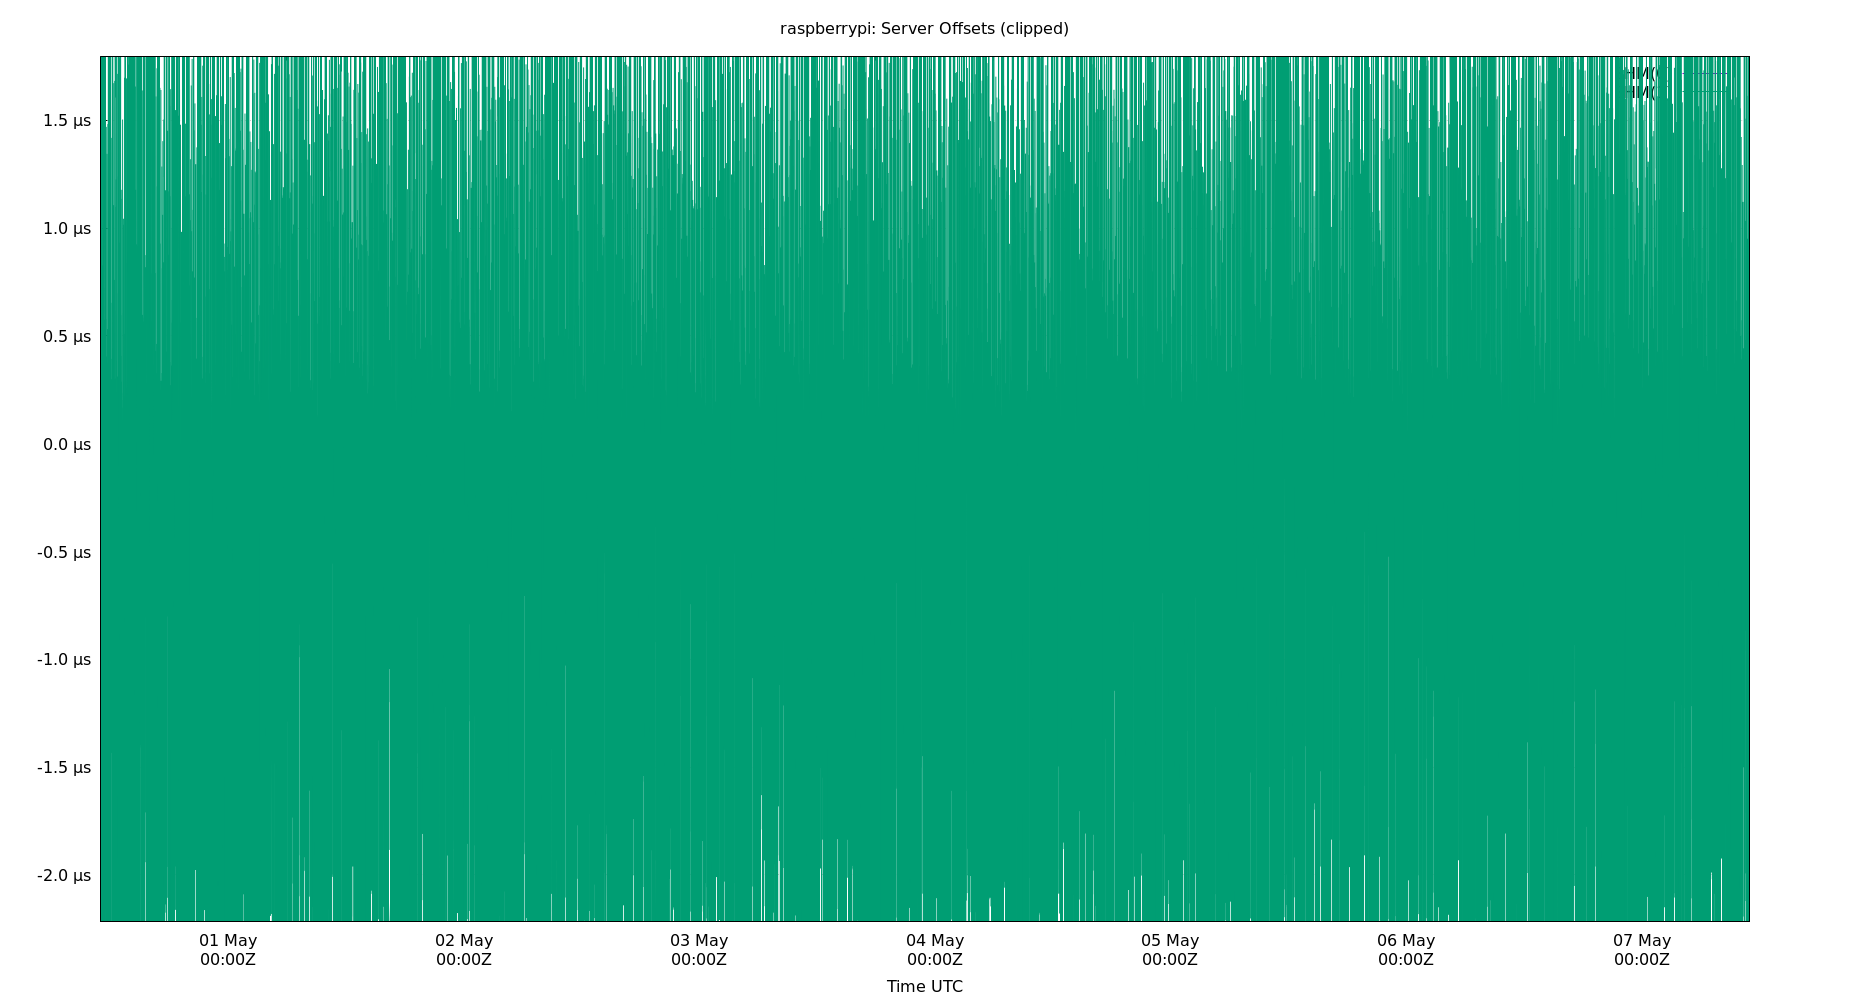 raspberrypi: Server Offsets (clipped)
1.5 µs
1.0 µs
0.5 µs
0.0 µs
-0.5 µs
-1.0 µs
-1.5 µs
-2.0 µs
01 May 02 May 03 May 04 May 05 May 06 May 07 May
00:00Z 00:00Z 00:00Z 00:00Z 00:00Z 00:00Z 00:00Z
Time UTC